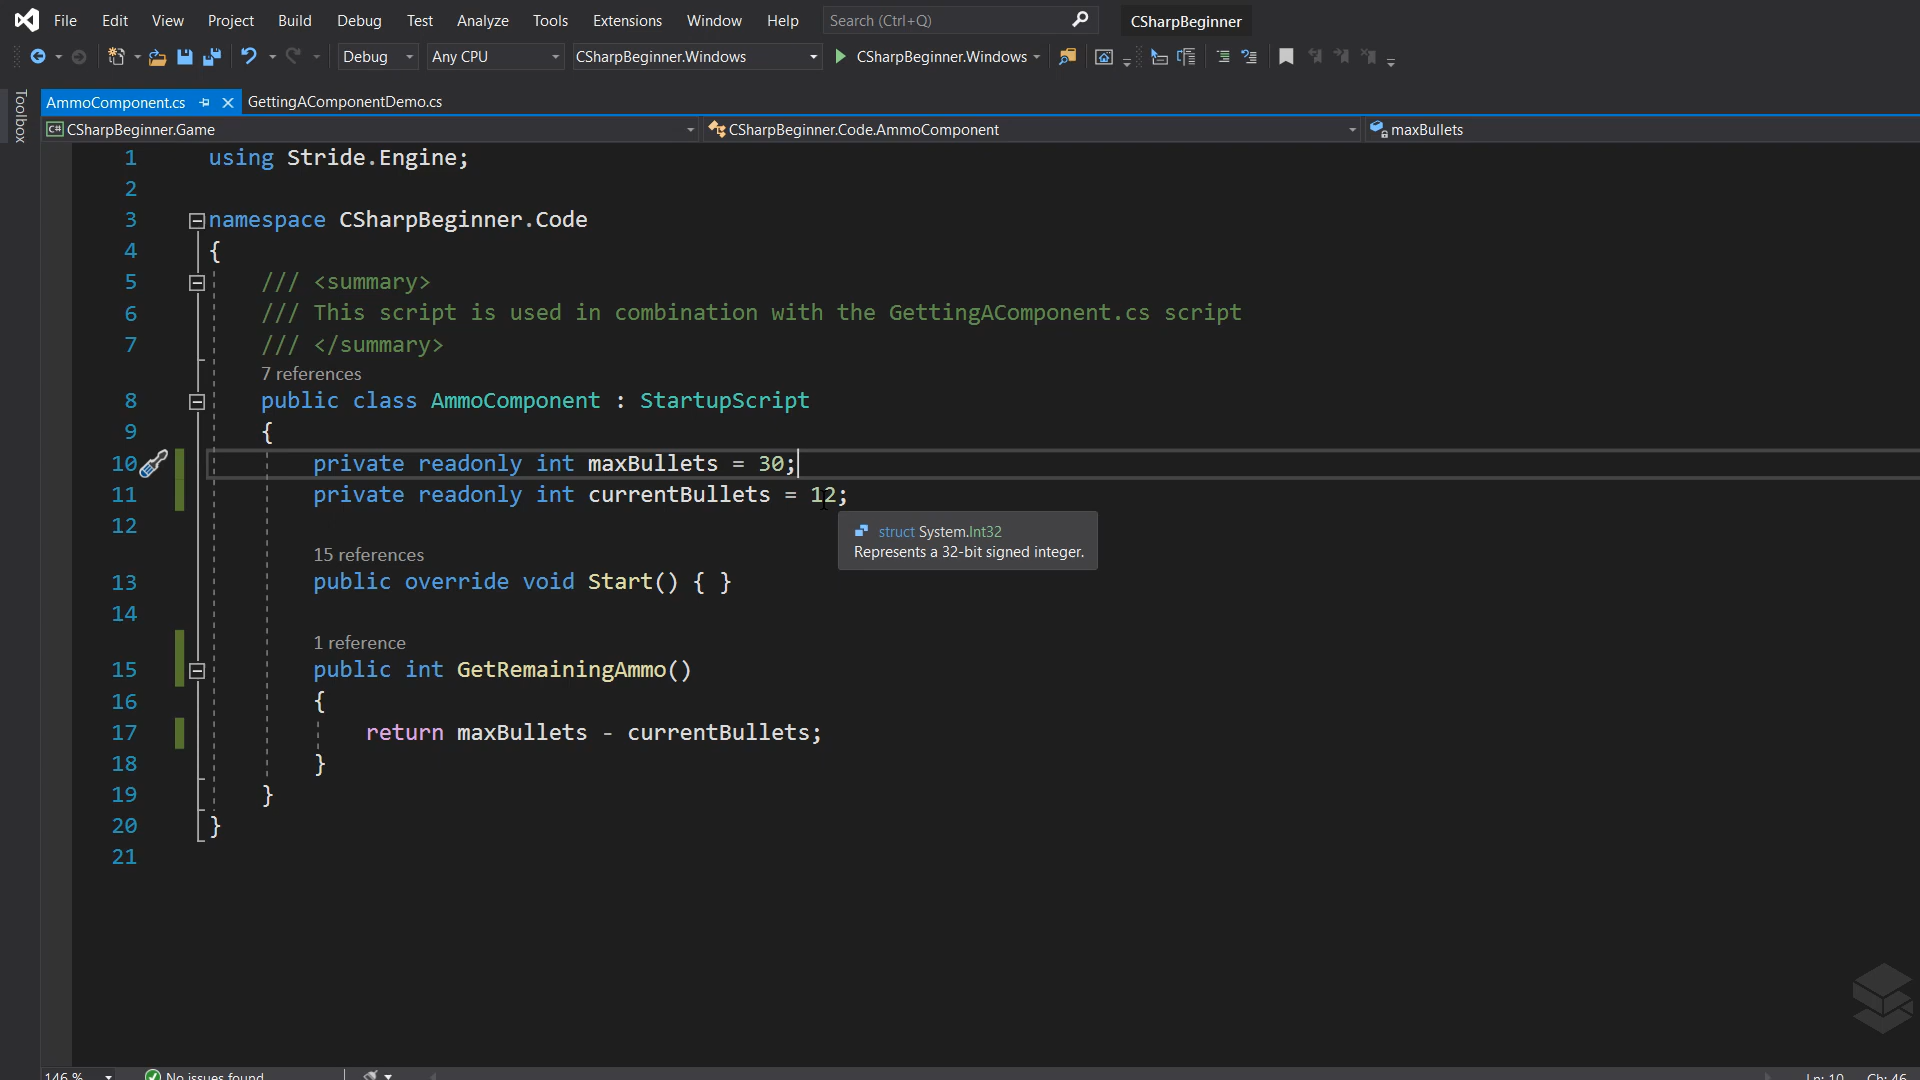 File Edit View Project Build Debug Test Analyze Tools Extensions Window Help Search (Ctrl+Q) CSharpBeginner
Debug Any CPU CSharpBeginner.Windows CSharpBeginner.Windows
Toolbox
AmmoComponent.cs GettingAComponentDemo.cs
C# CSharpBeginner.Game CSharpBeginner.Code.AmmoComponent maxBullets
1 using Stride.Engine;
2
3 namespace CSharpBeginner.Code
4 {
5 /// <summary>
6 /// This script is used in combination with the GettingAComponent.cs script
7 /// </summary>
7 references
8 public class AmmoComponent : StartupScript
9 {
10 private readonly int maxBullets = 30;
11 private readonly int currentBullets = 12;
12
struct System.Int32
Represents a 32-bit signed integer.
15 references
13 public override void Start() { }
14
1 reference
15 public int GetRemainingAmmo()
16 {
17 return maxBullets - currentBullets;
18 }
19 }
20 }
21
146 % No issues found Ln: 10 Ch: 46